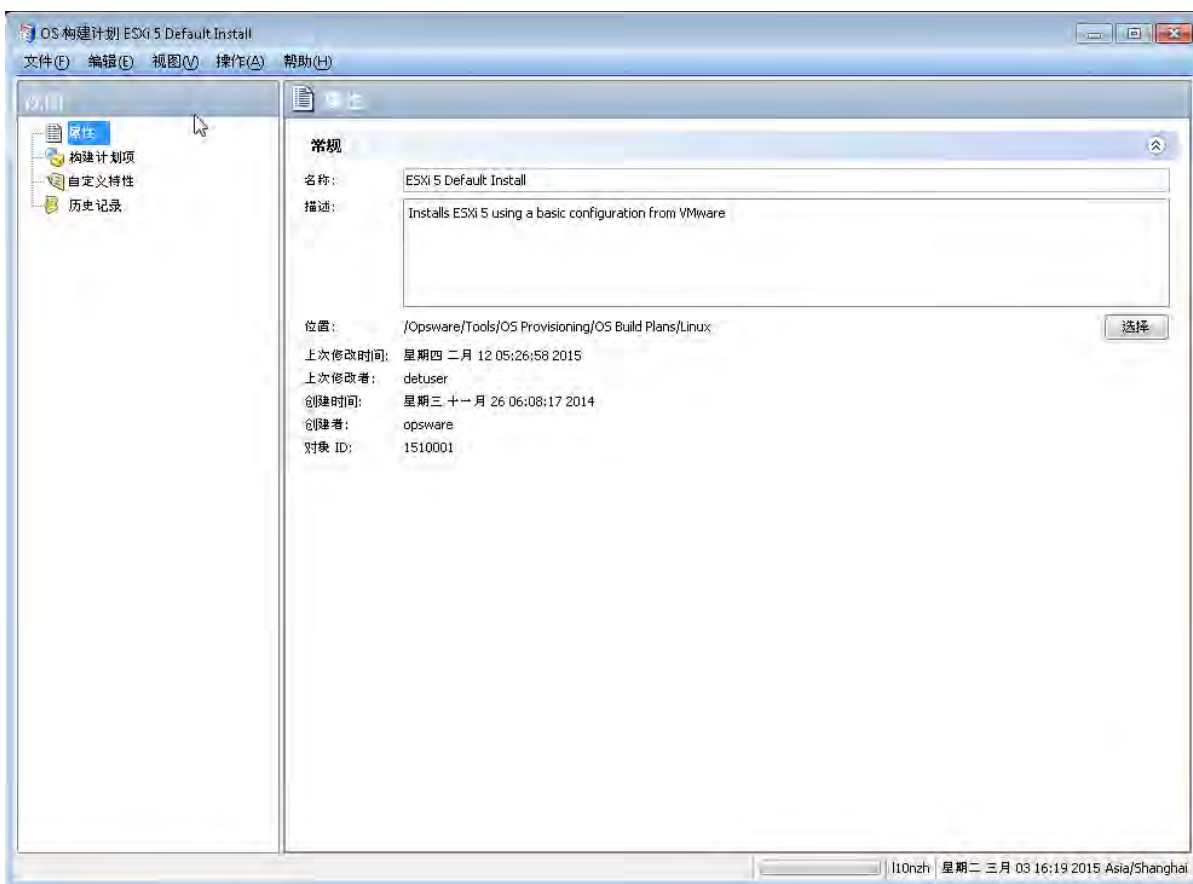 OS 构建计划 ESXi 5 Default Install
文件(F) 编辑(E) 视图(V) 操作(A) 帮助(H)
视图
属性
构建计划项
自定义特性
历史记录
属性
常规
名称: ESXi 5 Default Install
描述: Installs ESXi 5 using a basic configuration from VMware
位置: /Opsware/Tools/OS Provisioning/OS Build Plans/Linux 选择
上次修改时间: 星期四 二月 12 05:26:58 2015
上次修改者: detuser
创建时间: 星期三 十一月 26 06:08:17 2014
创建者: opsware
对象 ID: 1510001
l10nzh 星期二 三月 03 16:19 2015 Asia/Shanghai